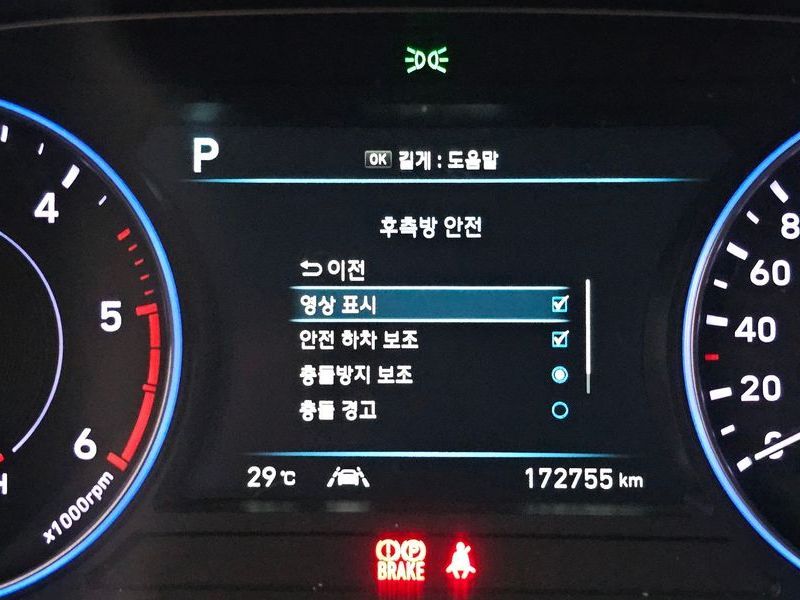 P
OK 길게 : 도움말
후측방 안전
이전
영상 표시
안전 하차 보조
충돌방지 보조
충돌 경고
29℃
172755 km
4
5
6
x1000rpm
H
8
60
40
20
0
(!) (P)
BRAKE